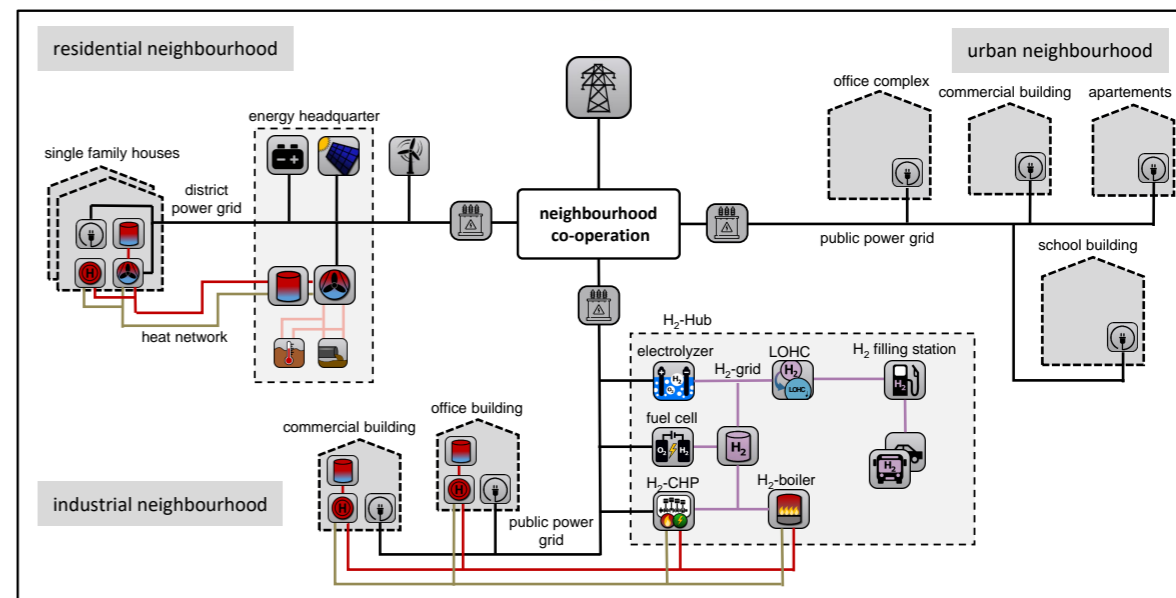 residential neighbourhood
urban neighbourhood
office complex
commercial building
apartements
energy headquarter
single family houses
district
power grid
neighbourhood
co-operation
public power grid
school building
heat network
H₂-Hub
electrolyzer
H₂-grid
LOHC
H₂ filling station
H₂
O₂
H₂
LOHC
H₂
office building
commercial building
fuel cell
O₂
H₂
H₂
H₂
H
H₂-CHP
H₂-boiler
H
H
industrial neighbourhood
public power
grid